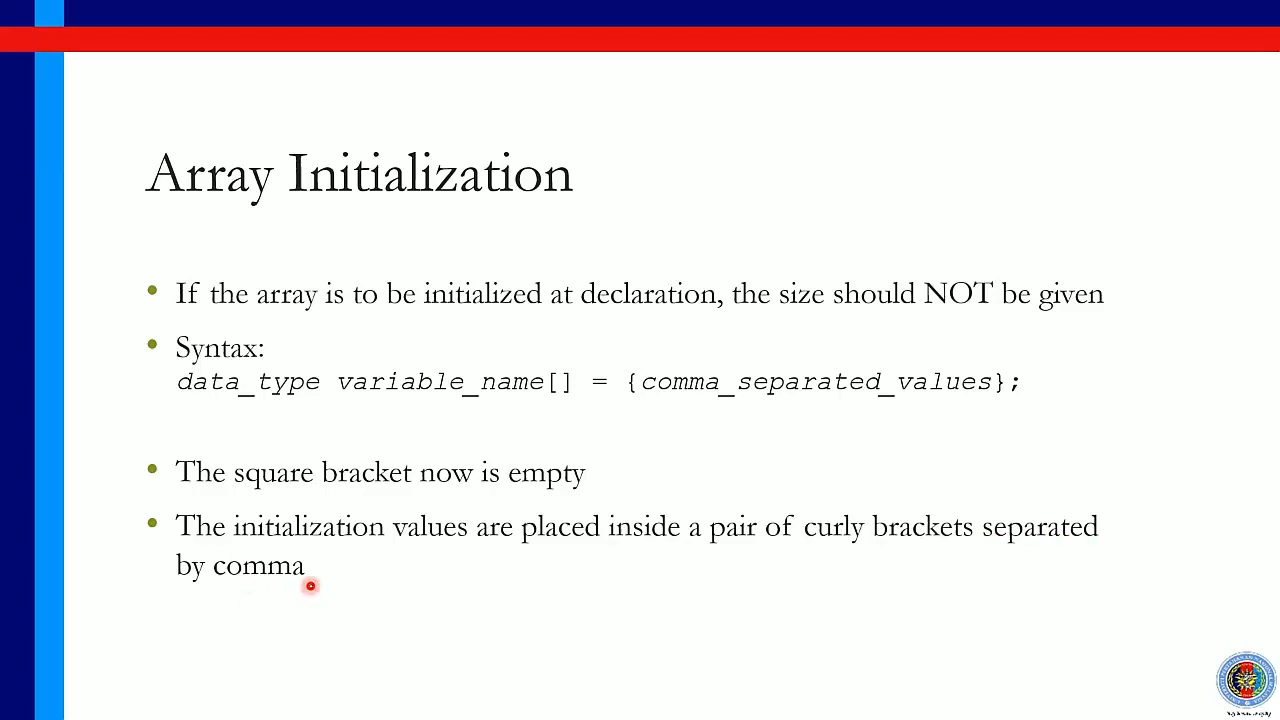 Array Initialization
• If the array is to be initialized at declaration, the size should NOT be given
• Syntax:
data_type variable_name[] = {comma_separated_values};
• The square bracket now is empty
• The initialization values are placed inside a pair of curly brackets separated
by comma